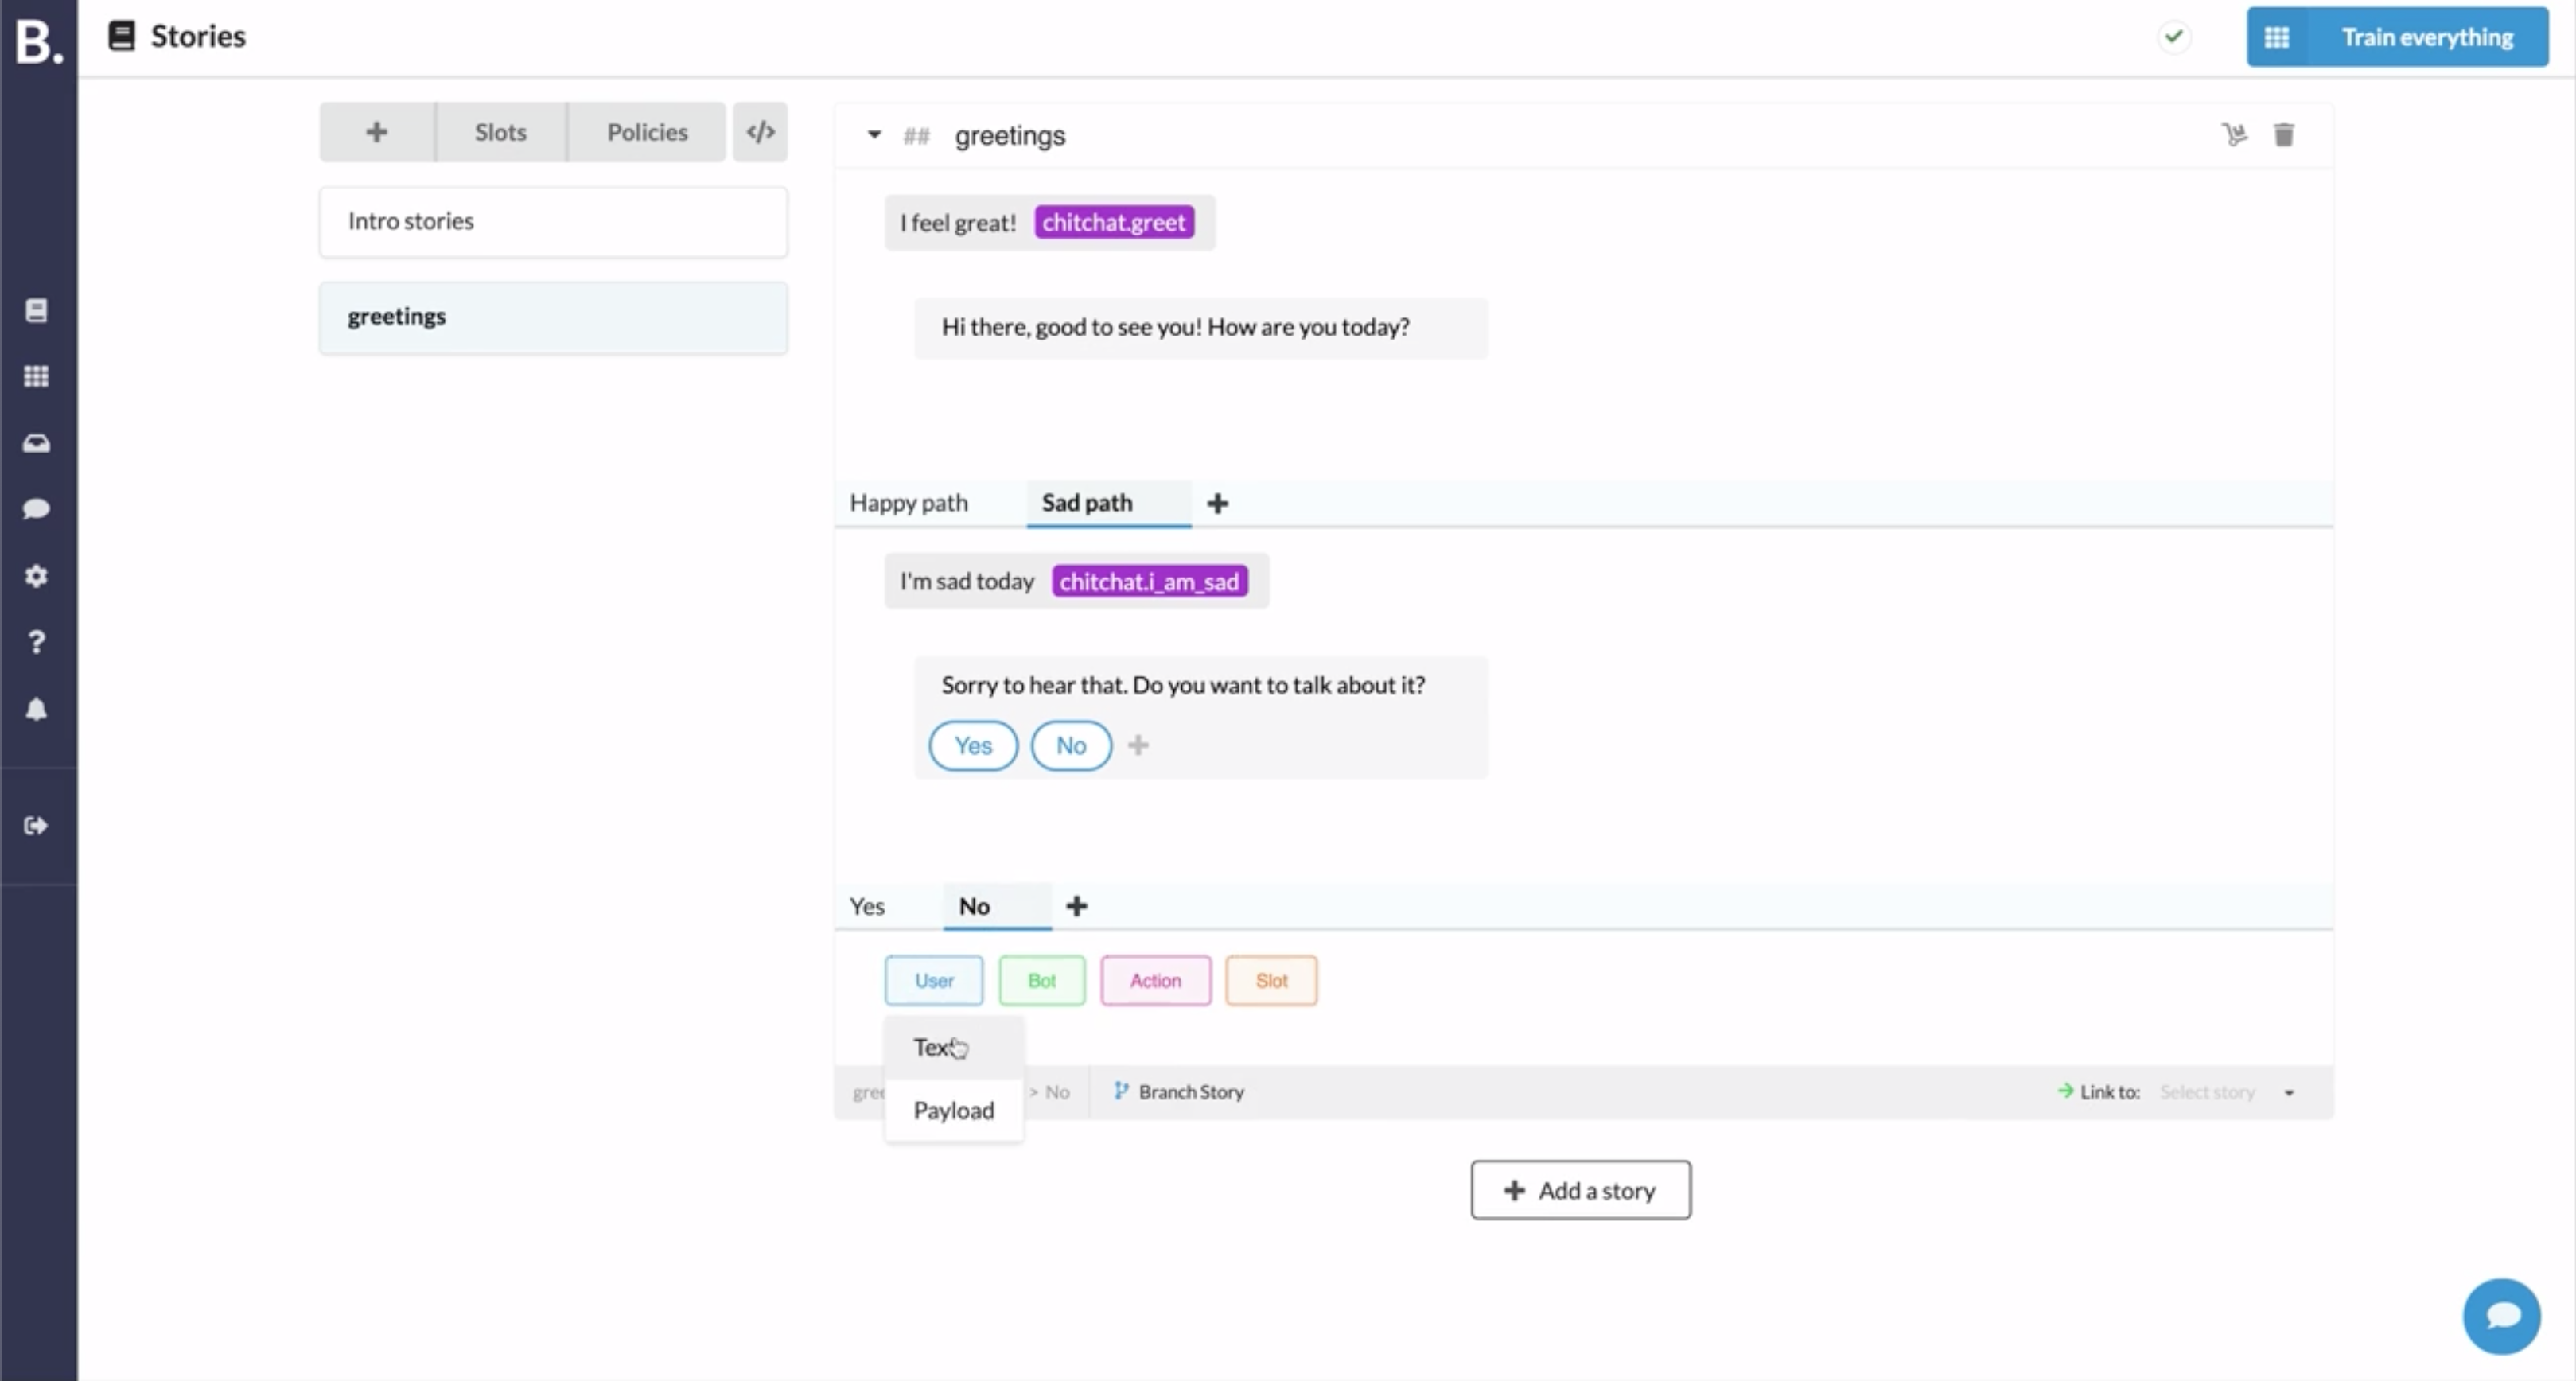 B.
Stories
Train everything
Slots Policies </>
Intro stories
greetings
## greetings
I feel great! chitchat.greet
Hi there, good to see you! How are you today?
Happy path Sad path
I'm sad today chitchat.i_am_sad
Sorry to hear that. Do you want to talk about it?
Yes No
Yes No
User Bot Action Slot
Text
Payload
> No Branch Story Link to: Select story
Add a story